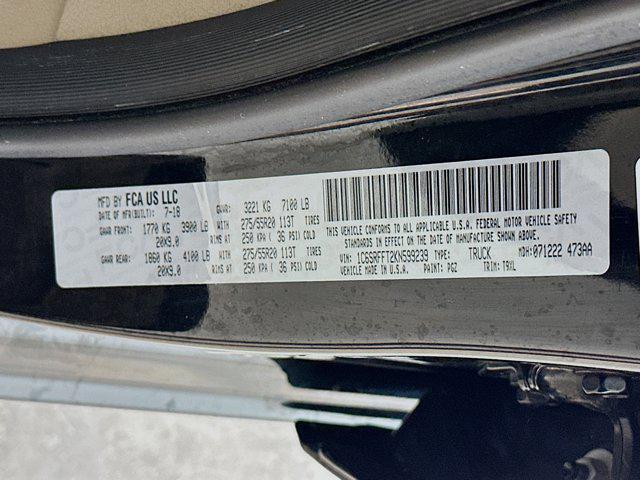 MFD BY FCA US LLC
DATE OF MFR(BUILT): 7-18 GVWR: 3221 KG 7100 LB
GAWR FRONT: 1770 KG 3900 LB 275/55R20 113T TIRES
20X9.0 RIMS AT 250 KPA ( 36 PSI) COLD
GAWR REAR: 1860 KG 4100 LB 275/55R20 113T TIRES
20X9.0 RIMS AT 250 KPA ( 36 PSI) COLD
THIS VEHICLE CONFORMS TO ALL APPLICABLE U.S.A. FEDERAL MOTOR VEHICLE SAFETY
STANDARDS IN EFFECT ON THE DATE OF MANUFACTURE SHOWN ABOVE.
VIN: 1C6SRFFT2KN599239 TYPE: TRUCK MDH: 071222 473AA
MADE IN U.S.A. PAINT: PGZ TRIM: T9XL